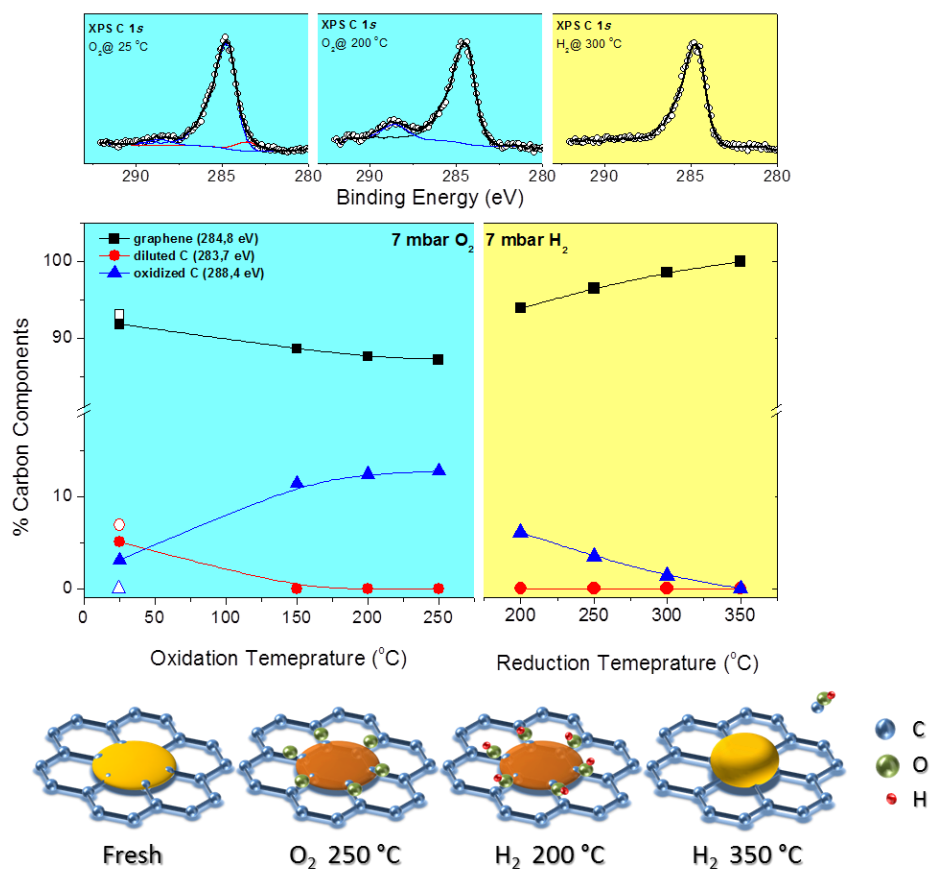 XPS C 1s
O₂@ 25 °C
XPS C 1s
O₂@ 200 °C
XPS C 1s
H₂@ 300 °C
290 285 280
290 285 280
290 285 280
Binding Energy (eV)
graphene (284,8 eV)
diluted C (283,7 eV)
oxidized C (288,4 eV)
7 mbar O₂
7 mbar H₂
% Carbon Components
100
90
10
0
0 50 100 150 200 250
200 250 300 350
Oxidation Temeprature (°C)
Reduction Temeprature (°C)
C
O
H
Fresh
O₂ 250 °C
H₂ 200 °C
H₂ 350 °C